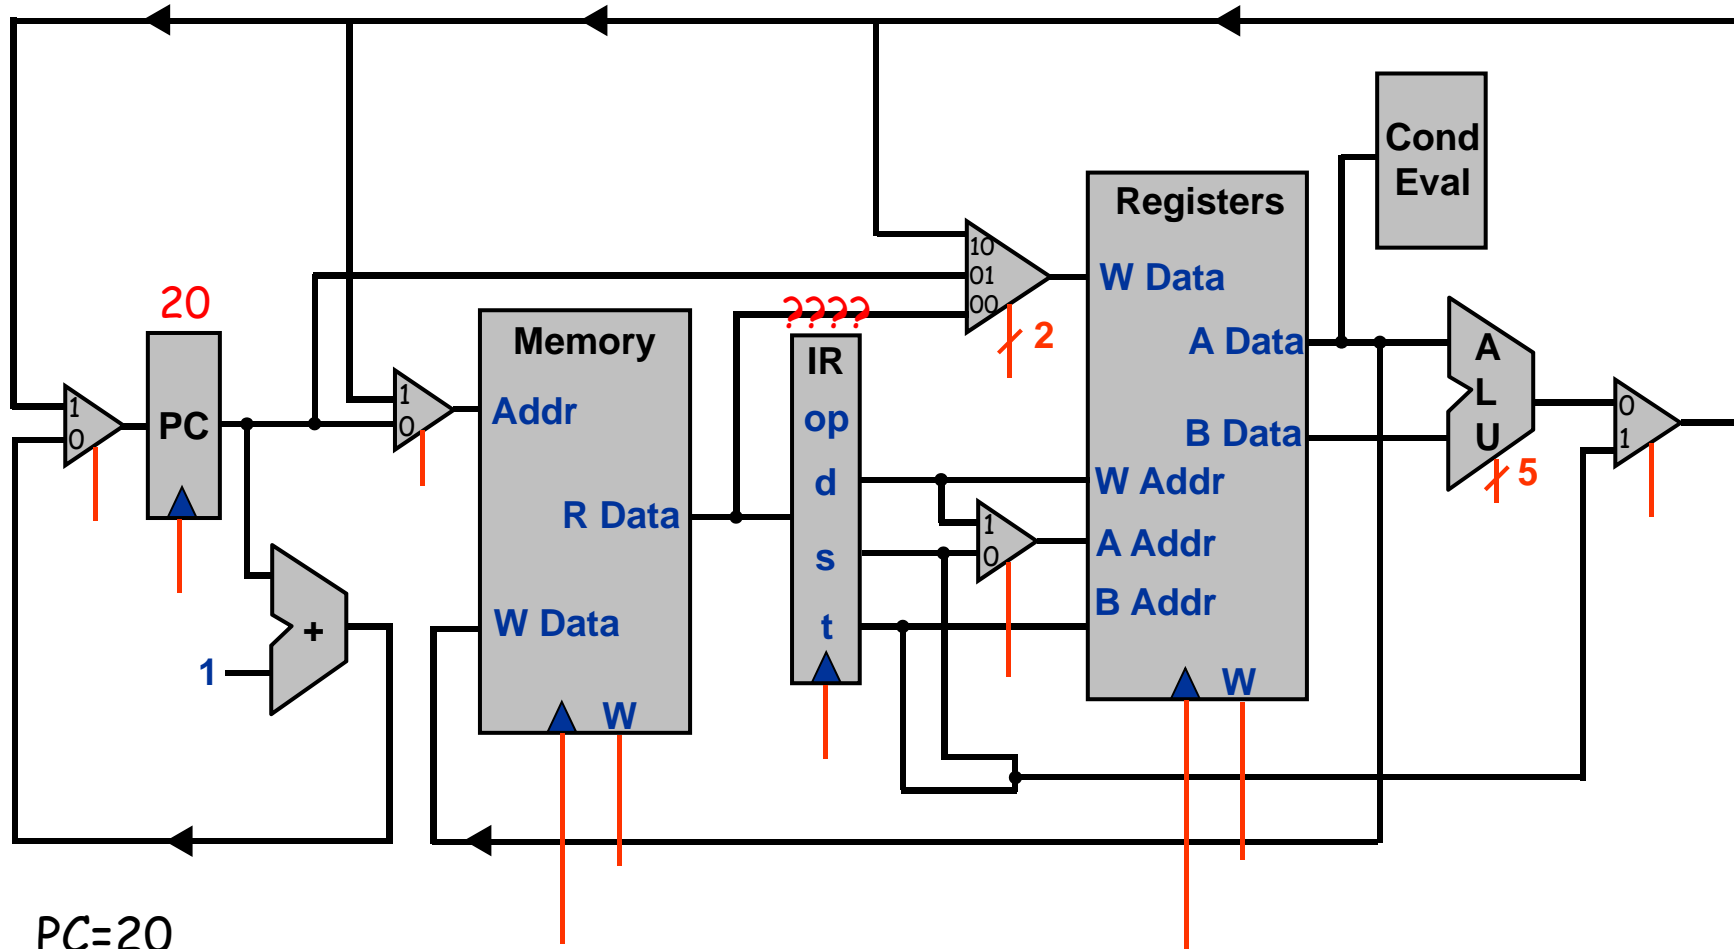 Cond
Eval
Registers
10
01
00
W Data
20
????
2
Memory
IR
A Data
A
L
U
1
0
Addr
op
1
0
PC
B Data
0
1
5
d
W Addr
R Data
1
0
s
A Addr
B Addr
W Data
t
+
1
W
W
PC=20